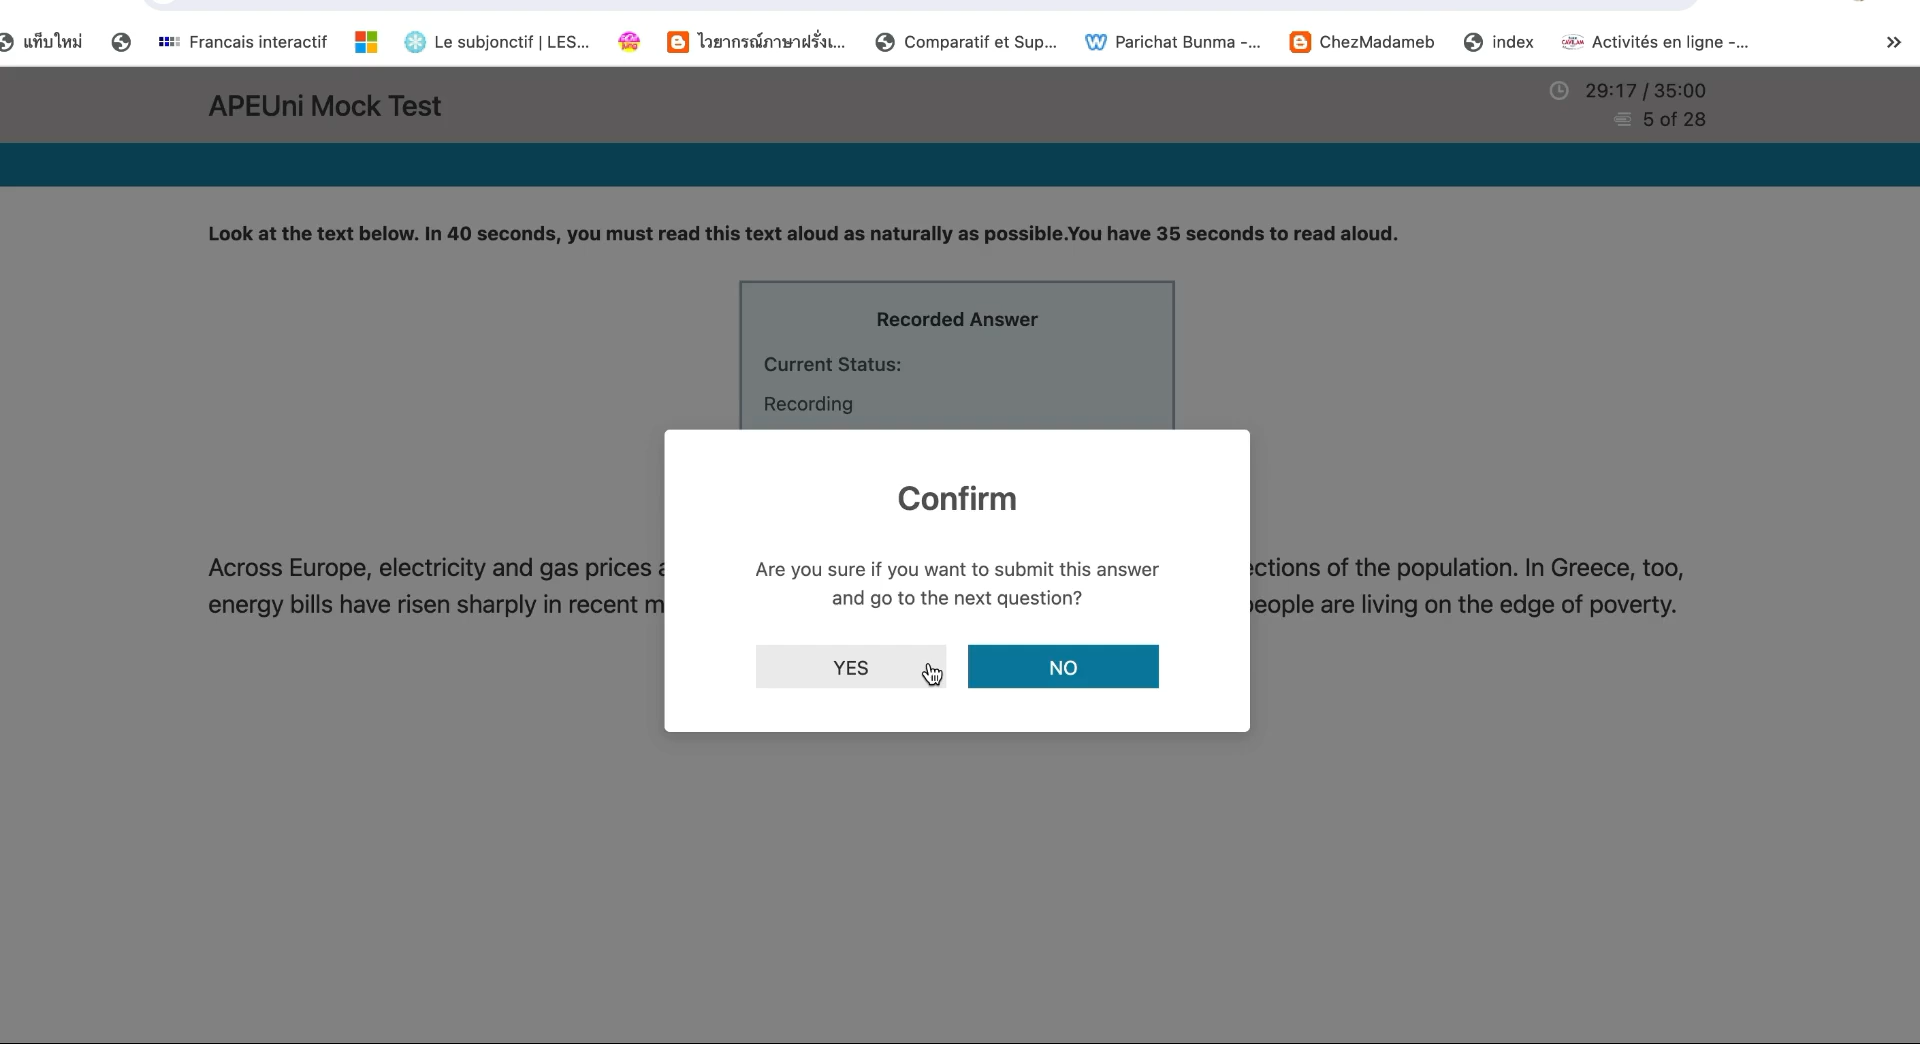 แท็บใหม่ Francais interactif Le subjonctif | LES... ไวยากรณ์ภาษาฝรั่งเ... Comparatif et Sup... Parichat Bunma -... ChezMadameb index Activités en ligne -...
APEUni Mock Test
29:17 / 35:00
5 of 28
Look at the text below. In 40 seconds, you must read this text aloud as naturally as possible.You have 35 seconds to read aloud.
Recorded Answer
Current Status:
Recording
Confirm
Are you sure if you want to submit this answer
and go to the next question?
YES NO
Across Europe, electricity and gas prices ections of the population. In Greece, too,
energy bills have risen sharply in recent m people are living on the edge of poverty.